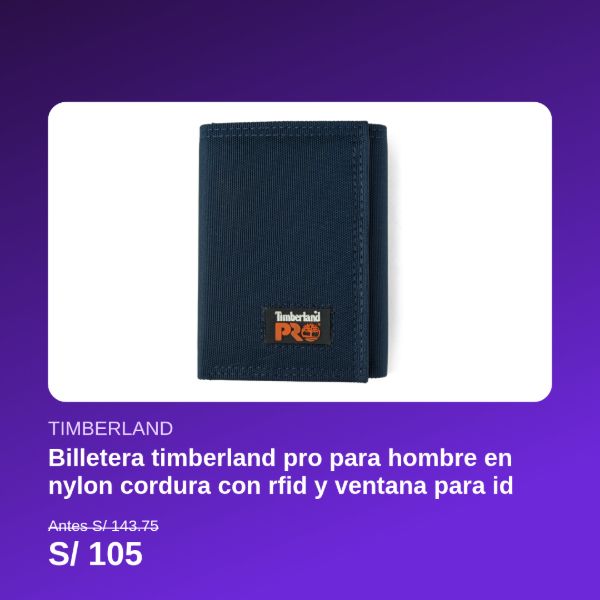 Timberland
PRO
TIMBERLAND
Billetera timberland pro para hombre en
nylon cordura con rfid y ventana para id
Antes S/ 143.75
S/ 105